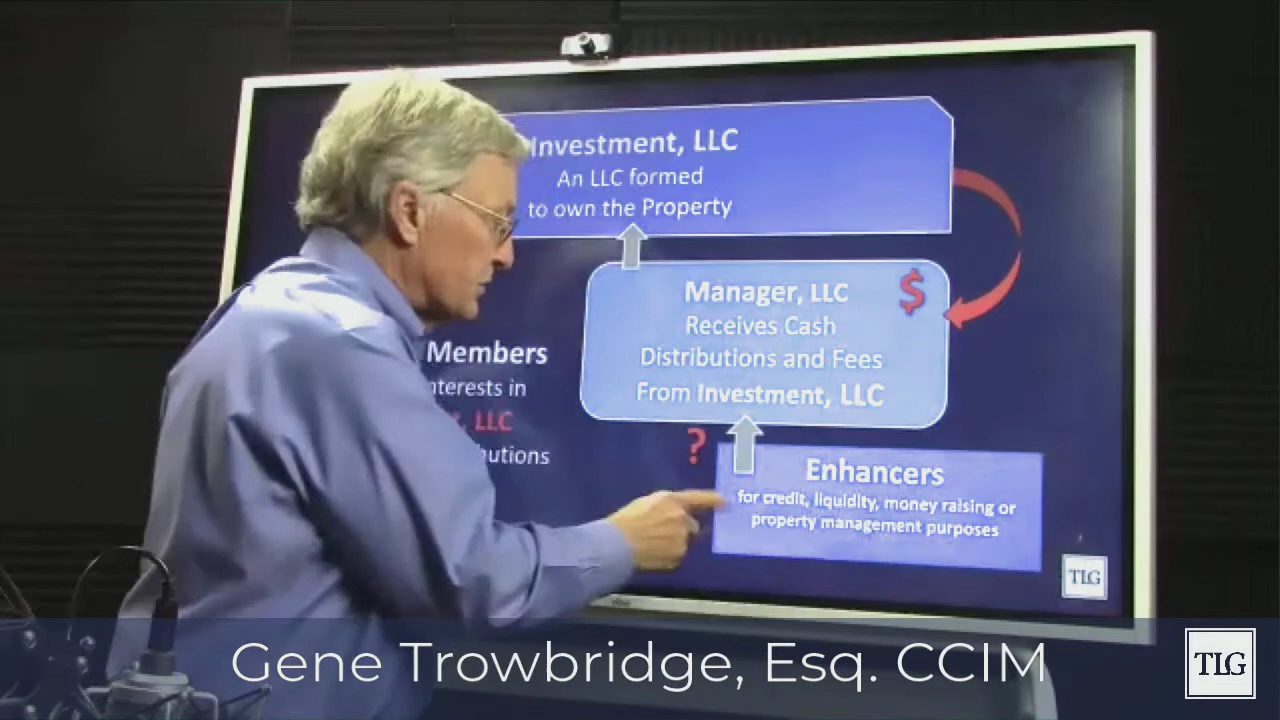 Investment, LLC
An LLC formed
to own the Property
Manager, LLC
$
Receives Cash
Distributions and Fees
From Investment, LLC
Members
in
LLC
?
Enhancers
for credit, liquidity, money raising or
property management purposes
TLG
Gene Trowbridge, Esq. CCIM
TLG